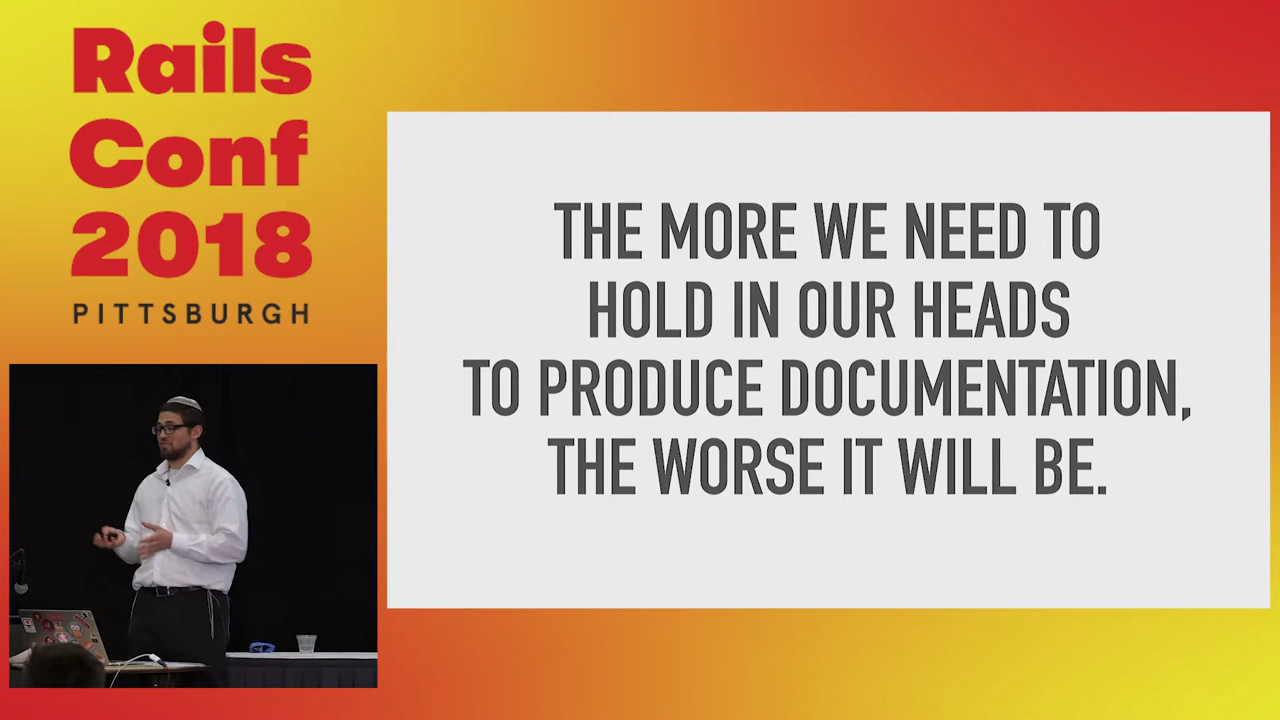 Rails
Conf
2018
PITTSBURGH
THE MORE WE NEED TO
HOLD IN OUR HEADS
TO PRODUCE DOCUMENTATION,
THE WORSE IT WILL BE.